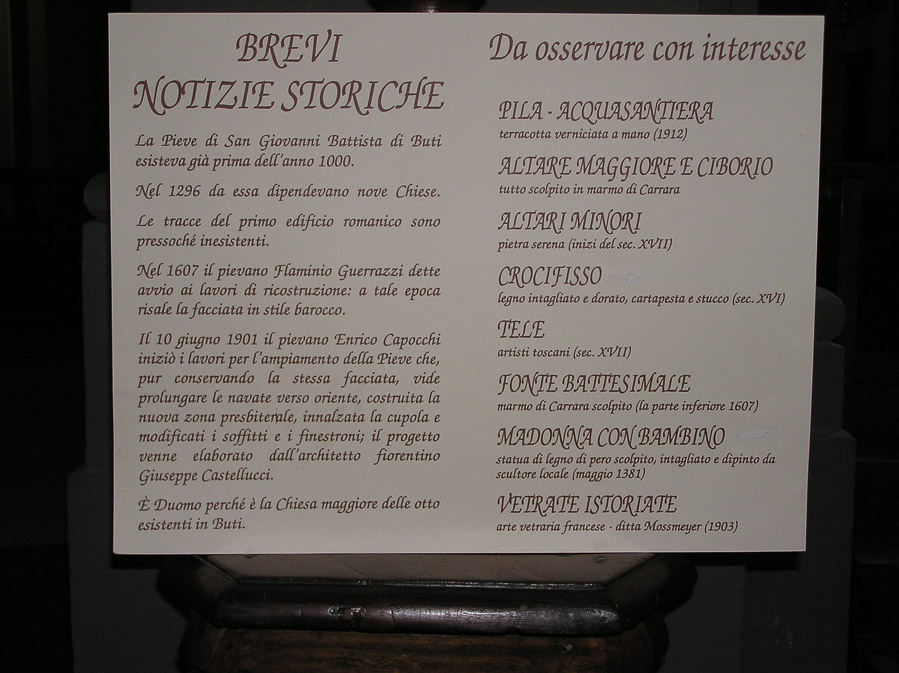 BREVI
NOTIZIE STORICHE
La Pieve di San Giovanni Battista di Buti
esisteva già prima dell'anno 1000.
Nel 1296 da essa dipendevano nove Chiese.
Le tracce del primo edificio romanico sono
pressoché inesistenti.
Nel 1607 il pievano Flaminio Guerrazzi dette
avvio ai lavori di ricostruzione: a tale epoca
risale la facciata in stile barocco.
Il 10 giugno 1901 il pievano Enrico Capocchi
iniziò i lavori per l'ampiamento della Pieve che,
pur conservando la stessa facciata, vide
prolungare le navate verso oriente, costruita la
nuova zona presbiterale, innalzata la cupola e
modificati i soffitti e i finestroni; il progetto
venne elaborato dall'architetto fiorentino
Giuseppe Castellucci.
È Duomo perché è la Chiesa maggiore delle otto
esistenti in Buti.
Da osservare con interesse
PILA - ACQUASANTIERA
terracotta verniciata a mano (1912)
ALTARE MAGGIORE E CIBORIO
tutto scolpito in marmo di Carrara
ALTARI MINORI
pietra serena (inizi del sec. XVII)
CROCIFISSO
legno intagliato e dorato, cartapesta e stucco (sec. XVI)
TELE
artisti toscani (sec. XVII)
FONTE BATTESIMALE
marmo di Carrara scolpito (la parte inferiore 1607)
MADONNA CON BAMBINO
statua di legno di pero scolpito, intagliato e dipinto da
scultore locale (maggio 1381)
VETRATE ISTORIATE
arte vetraria francese - ditta Mossmeyer (1903)